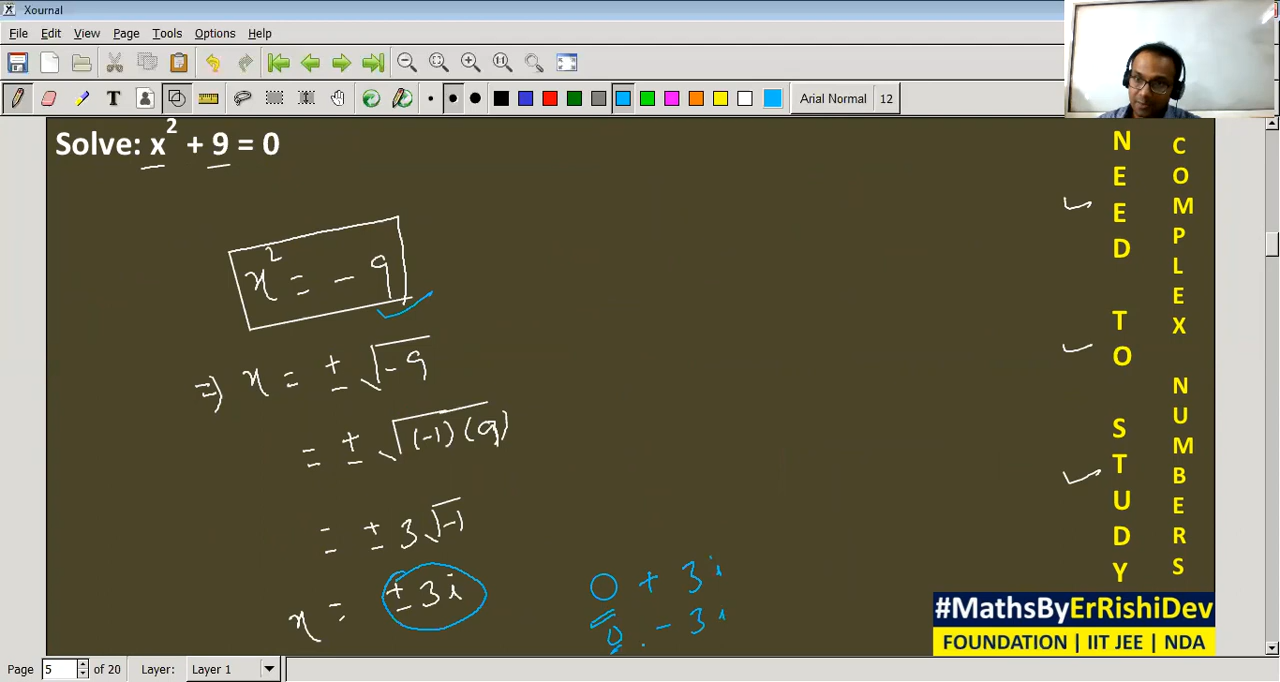 Xournal
File Edit View Page Tools Options Help
Arial Normal 12
Solve: x² + 9 = 0
x² = - 9
=> x = ± √-9
= ± √(-1)(9)
= ± 3√-1
x = ± 3i
0 + 3i
0 - 3i
NEED TO STUDY
COMPLEX NUMBERS
#MathsByErRishiDev
FOUNDATION | IIT JEE | NDA
Page 5 of 20 Layer: Layer 1